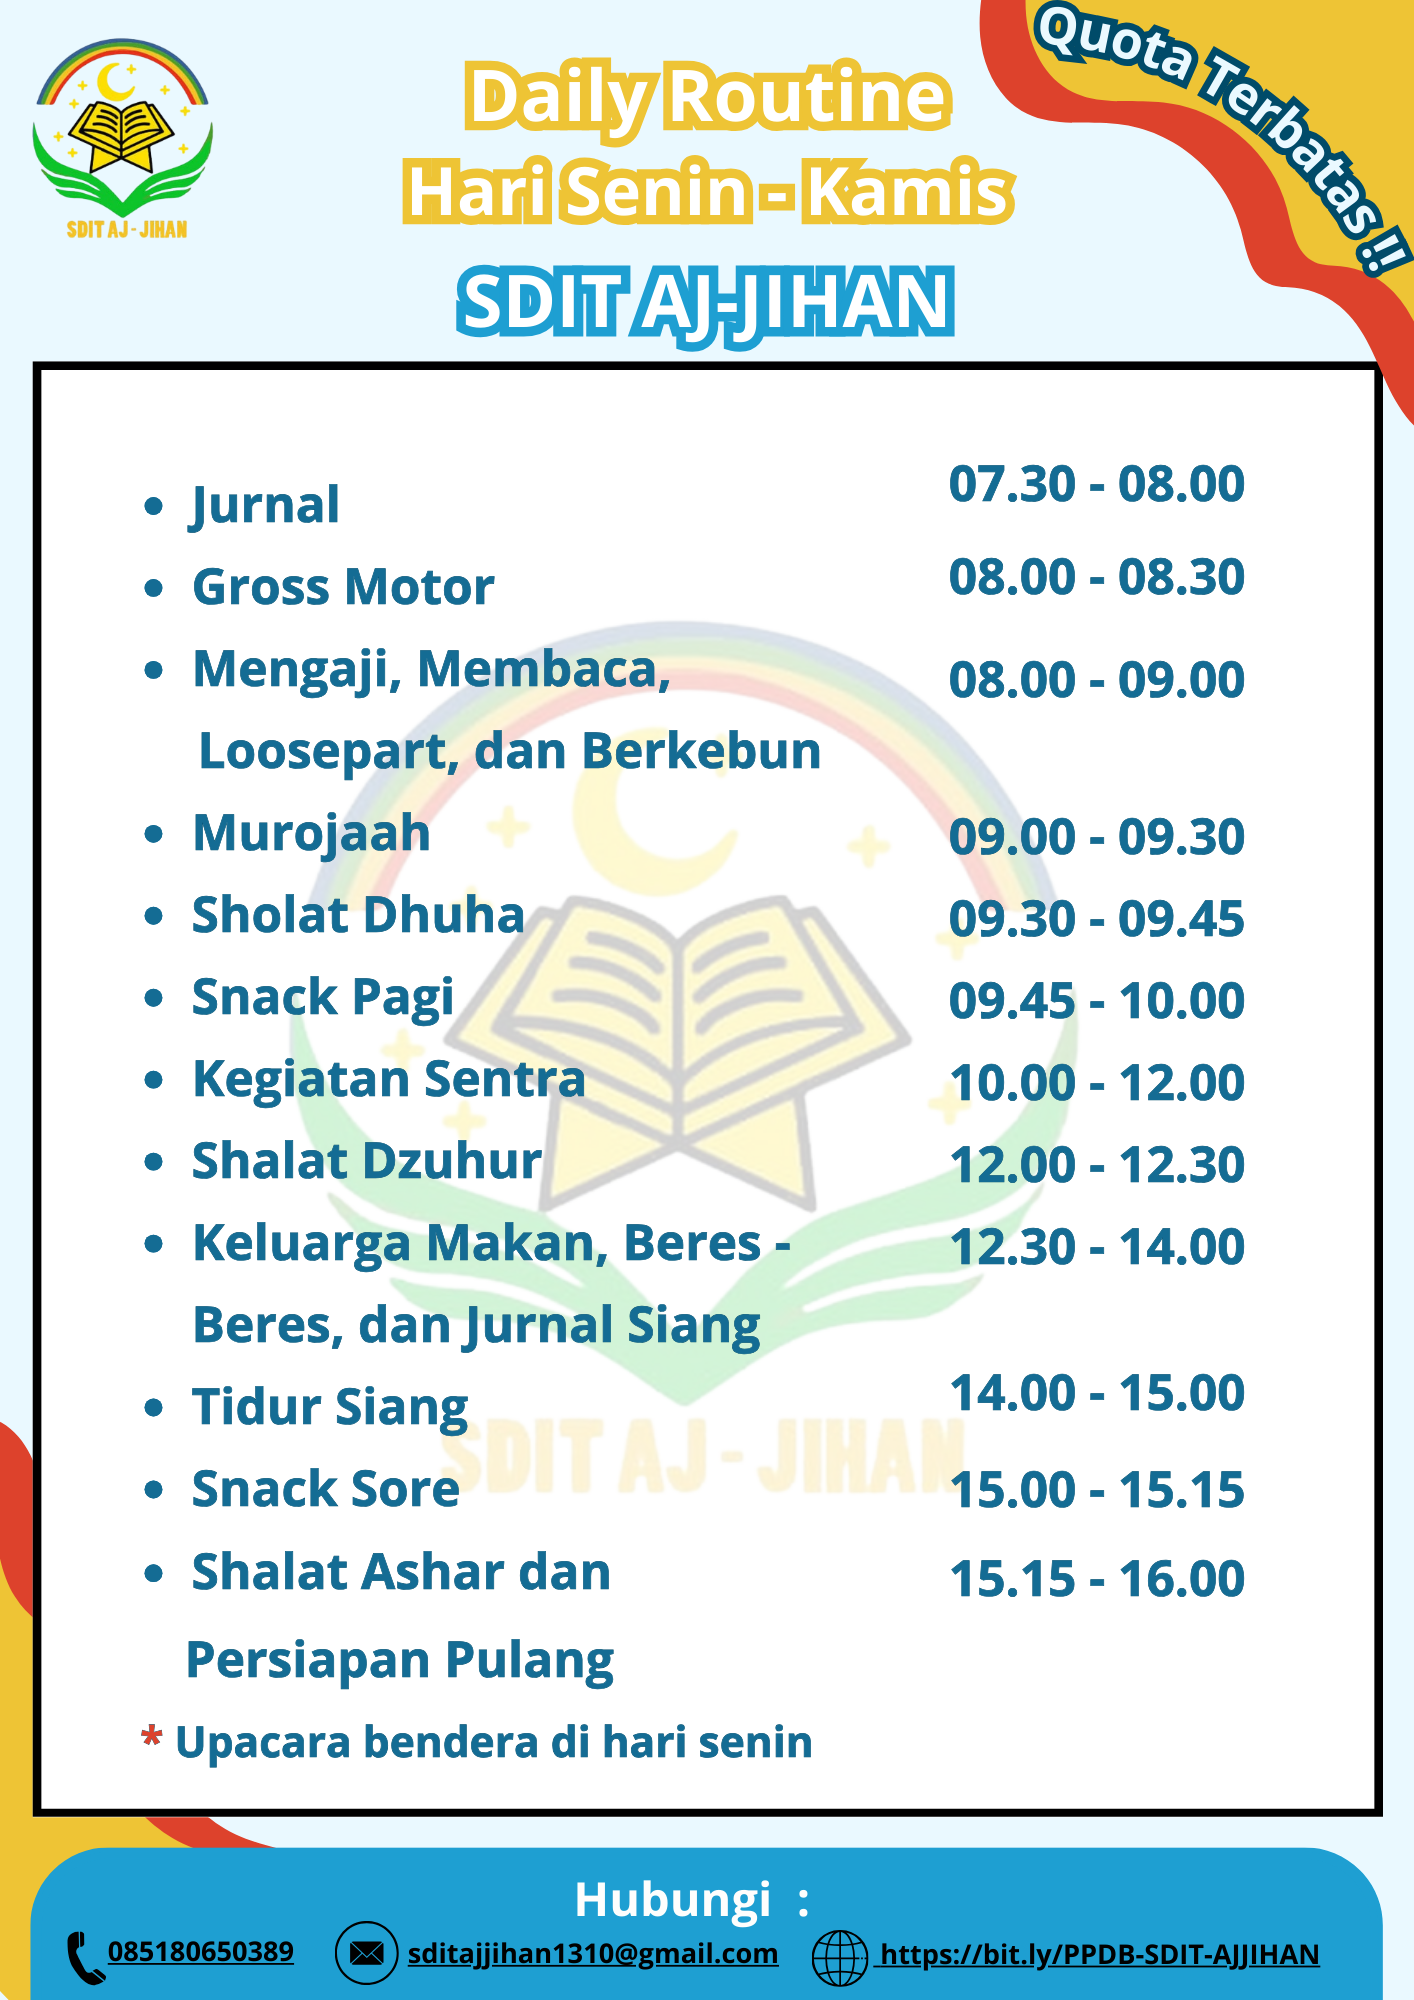 SDIT AJ - JIHAN
Daily Routine
Hari Senin - Kamis
SDIT AJ-JIHAN
Quota Terbatas !!
• Jurnal 07.30 - 08.00
• Gross Motor 08.00 - 08.30
• Mengaji, Membaca, 08.00 - 09.00
Loosepart, dan Berkebun
• Murojaah 09.00 - 09.30
• Sholat Dhuha 09.30 - 09.45
• Snack Pagi 09.45 - 10.00
• Kegiatan Sentra 10.00 - 12.00
• Shalat Dzuhur 12.00 - 12.30
• Keluarga Makan, Beres - 12.30 - 14.00
Beres, dan Jurnal Siang
• Tidur Siang 14.00 - 15.00
SDIT AJ - JIHAN
• Snack Sore 15.00 - 15.15
• Shalat Ashar dan 15.15 - 16.00
Persiapan Pulang
* Upacara bendera di hari senin
Hubungi :
085180650389
sditajjihan1310@gmail.com
https://bit.ly/PPDB-SDIT-AJJIHAN